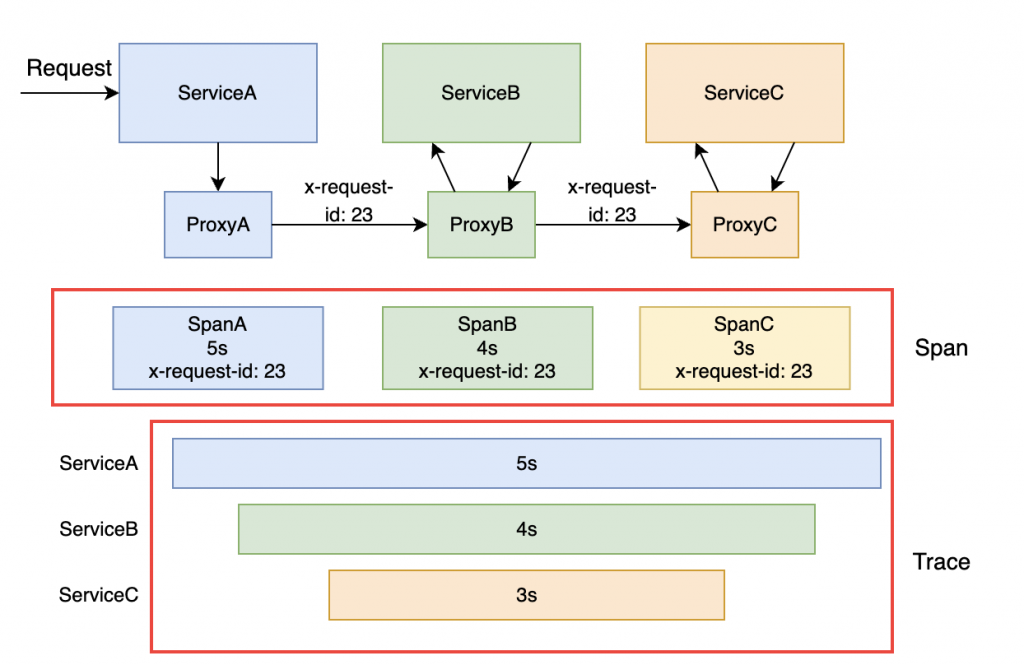 Request
ServiceA
ServiceB
ServiceC
x-request-
id: 23
x-request-
id: 23
ProxyA
ProxyB
ProxyC
SpanA
5s
x-request-id: 23
SpanB
4s
x-request-id: 23
SpanC
3s
x-request-id: 23
Span
ServiceA
5s
ServiceB
4s
ServiceC
3s
Trace